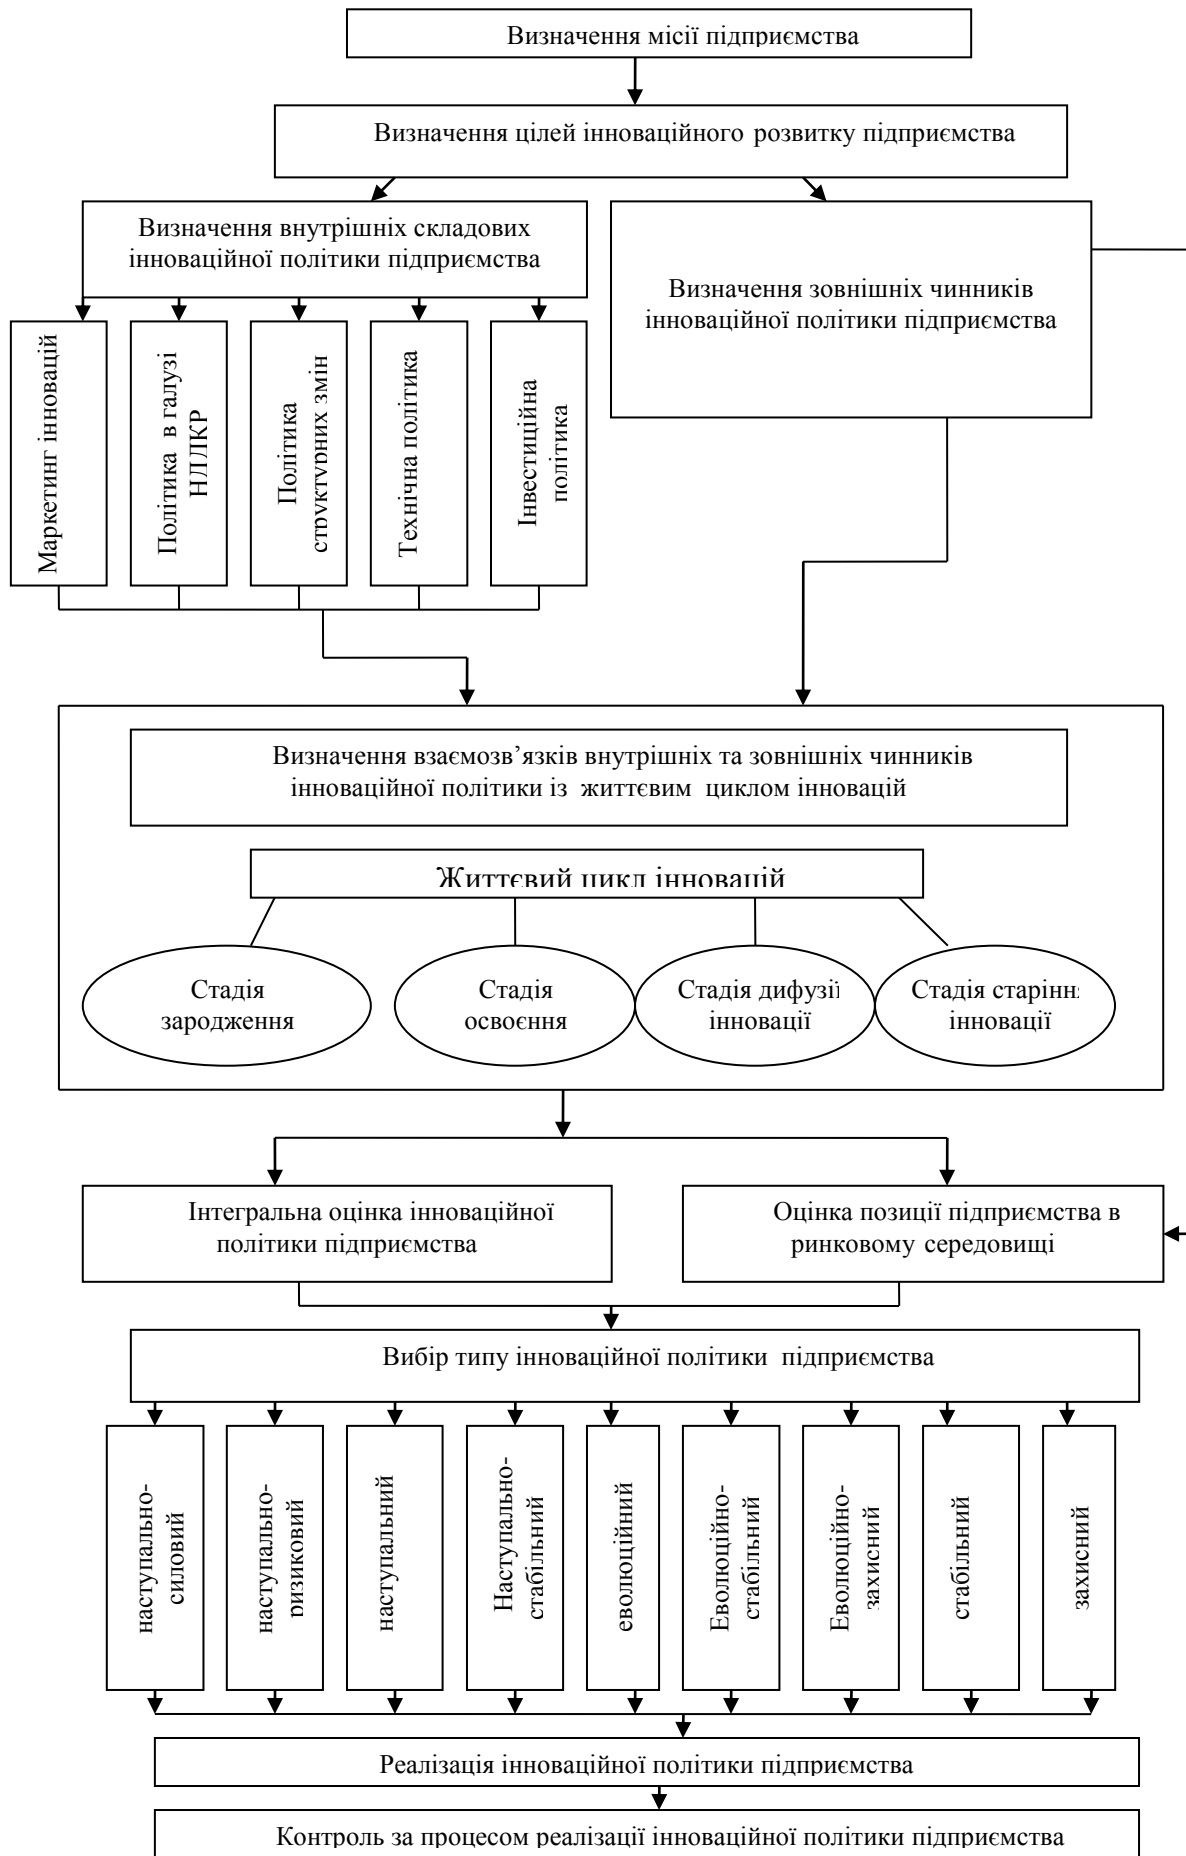 Визначення місії підприємства
Визначення цілей інноваційного розвитку підприємства
Визначення внутрішніх складових
інноваційної політики підприємства
Визначення зовнішніх чинників
інноваційної політики підприємства
Маркетинг інновацій
Політика в галузі
НДДКР
Політика
структурних змін
Технічна політика
Інвестиційна
політика
Визначення взаємозв’язків внутрішніх та зовнішніх чинників
інноваційної політики із життєвим циклом інновацій
Життєвий цикл інновацій
Стадія
зародження
Стадія
освоєння
Стадія дифузії
інновації
Стадія старіння
інновації
Інтегральна оцінка інноваційної
політики підприємства
Оцінка позиції підприємства в
ринковому середовищі
Вибір типу інноваційної політики підприємства
наступально-
силовий
наступально-
ризиковий
наступальний
Наступально-
стабільний
еволюційний
Еволюційно-
стабільний
Еволюційно-
захисний
стабільний
захисний
Реалізація інноваційної політики підприємства
Контроль за процесом реалізації інноваційної політики підприємства